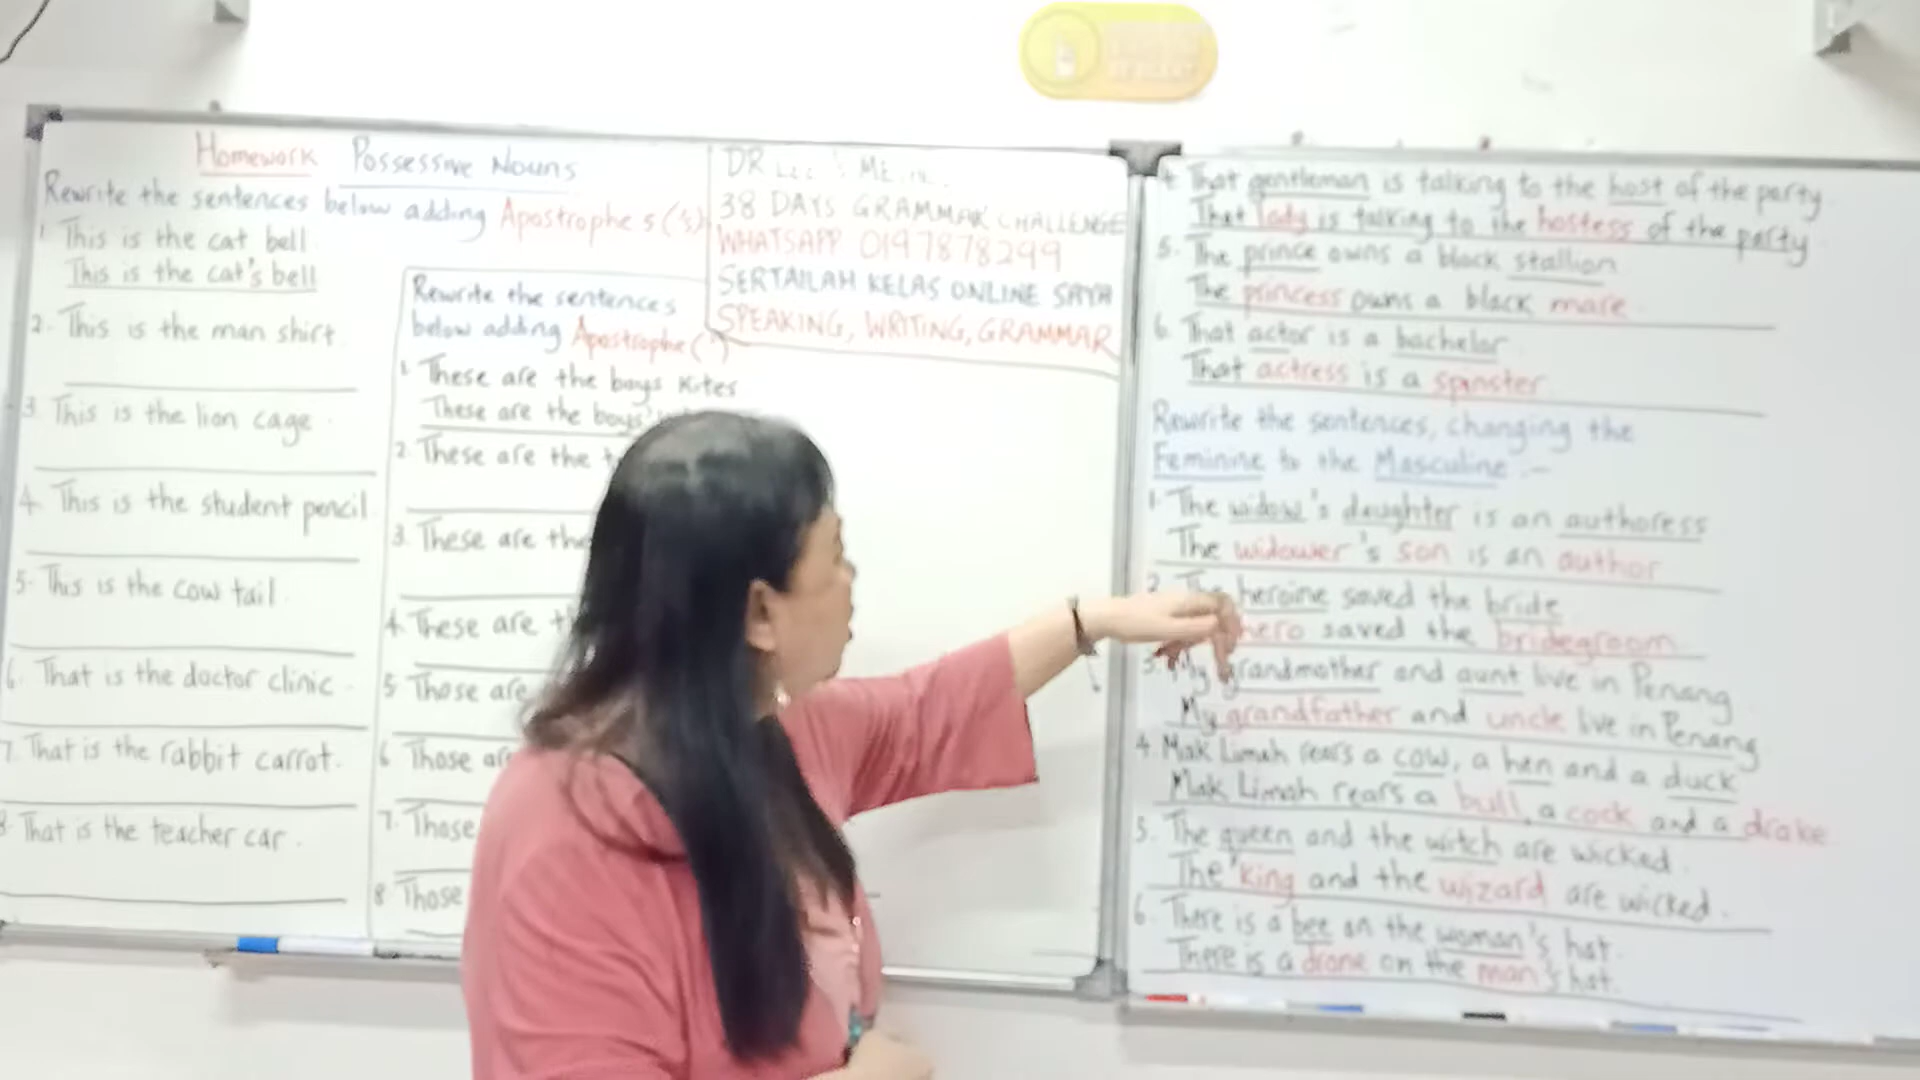 Homework Possessive Nouns
Rewrite the sentences below adding Apostrophe s ('s)
1. This is the cat bell
This is the cat's bell
2. This is the man shirt
3. This is the lion cage.
4. This is the student pencil
5. This is the cow tail.
6. That is the doctor clinic.
7. That is the rabbit carrot.
8. That is the teacher car.
Rewrite the sentences
below adding Apostrophe (')
1. These are the boys kites
These are the boys'
2. These are the
3. These are the
4. These are
5. Those are
6. Those are
7. Those
8. Those
DR
38 DAYS GRAMMAR CHALLENGE
WHATSAPP 0197878299
SERTAILAH KELAS ONLINE SAYA
SPEAKING, WRITING, GRAMMAR
4. That gentleman is talking to the host of the party.
That lady is talking to the hostess of the party
5. The prince owns a black stallion
The princess owns a black mare.
6. That actor is a bachelor
That actress is a spinster
Rewrite the sentences, changing the
Feminine to the Masculine :-
1. The widow's daughter is an authoress
The widower's son is an author
2. The heroine saved the bride
hero saved the bridegroom
3. My grandmother and aunt live in Penang
My grandfather and uncle live in Penang
4. Mak Limah rears a cow, a hen and a duck
Mak Limah rears a bull, a cock and a drake
5. The queen and the witch are wicked.
The king and the wizard are wicked.
6. There is a bee on the woman's hat.
There is a drone on the man's hat.